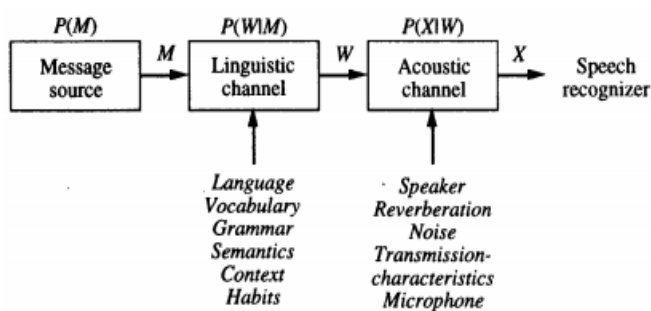 P(M) P(W|M) P(X|W)
Message source M Linguistic channel W Acoustic channel X Speech recognizer
Language
Vocabulary
Grammar
Semantics
Context
Habits
Speaker
Reverberation
Noise
Transmission-
characteristics
Microphone